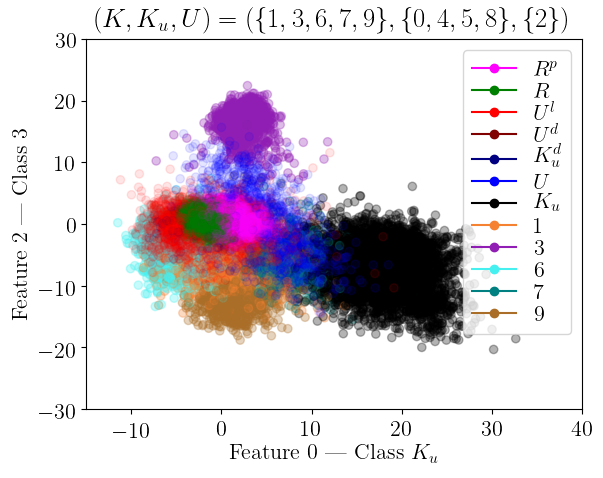 (K, K_u, U) = ({1, 3, 6, 7, 9}, {0, 4, 5, 8}, {2})
30
20
10
0
−10
−20
−30
Feature 2 — Class 3
R^p
R
U^l
U^d
K_u^d
U
K_u
1
3
6
7
9
−10
0
10
20
30
40
Feature 0 — Class K_u